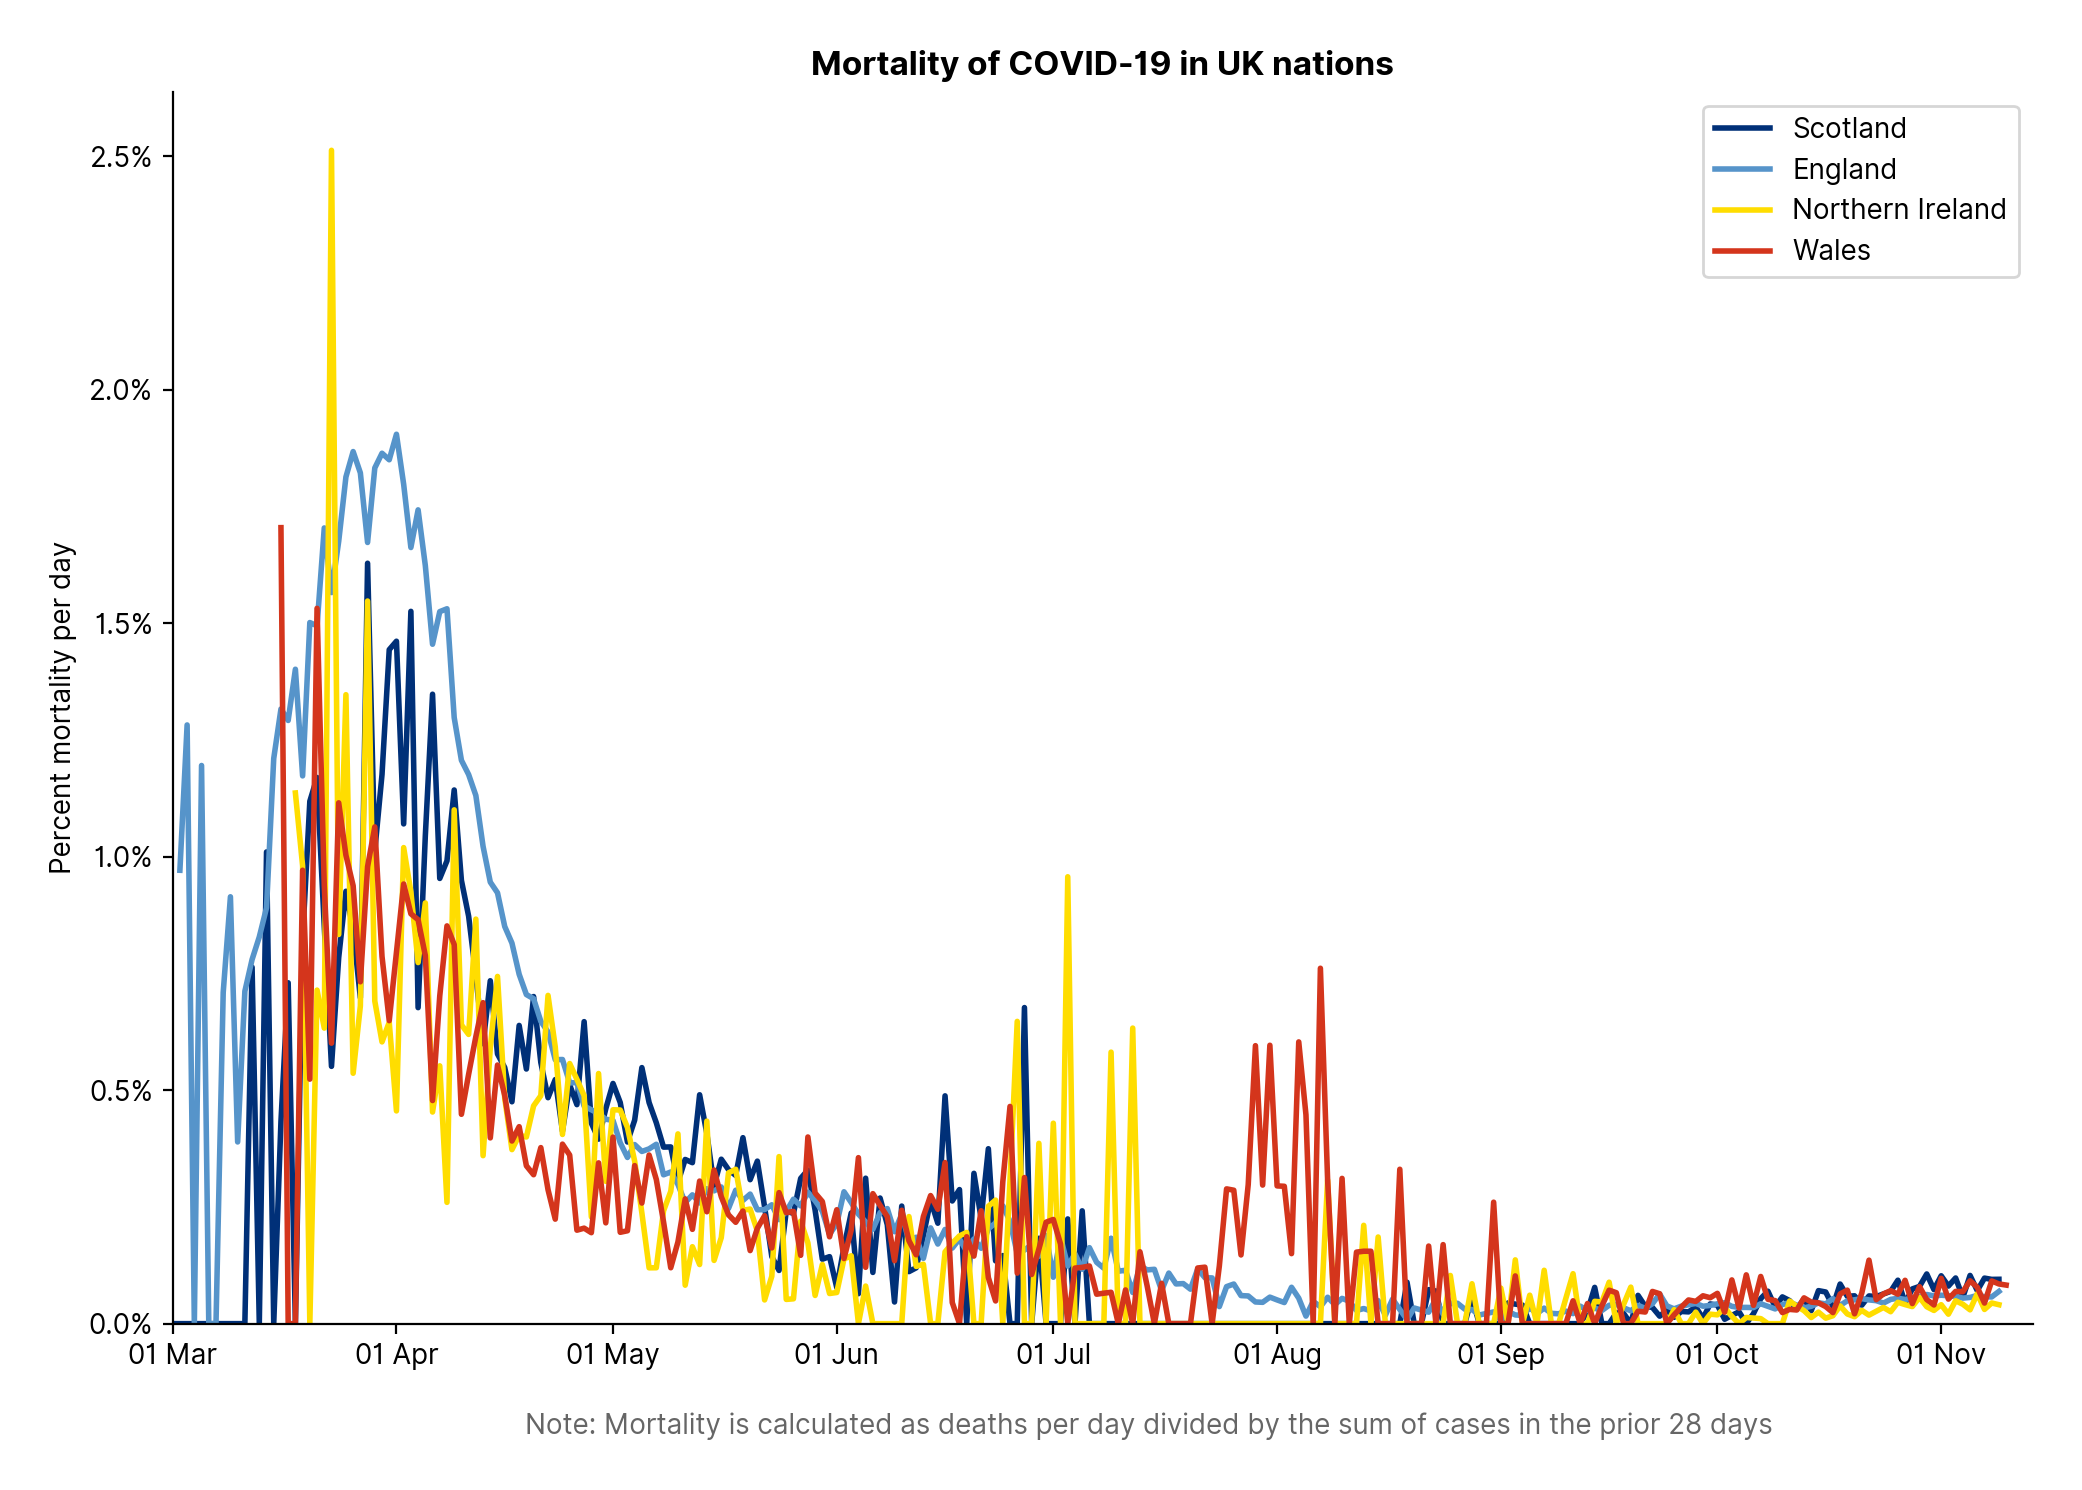 Mortality of COVID-19 in UK nations
Scotland
England
Northern Ireland
Wales
Percent mortality per day
2.5%
2.0%
1.5%
1.0%
0.5%
0.0%
01 Mar 01 Apr 01 May 01 Jun 01 Jul 01 Aug 01 Sep 01 Oct 01 Nov
Note: Mortality is calculated as deaths per day divided by the sum of cases in the prior 28 days